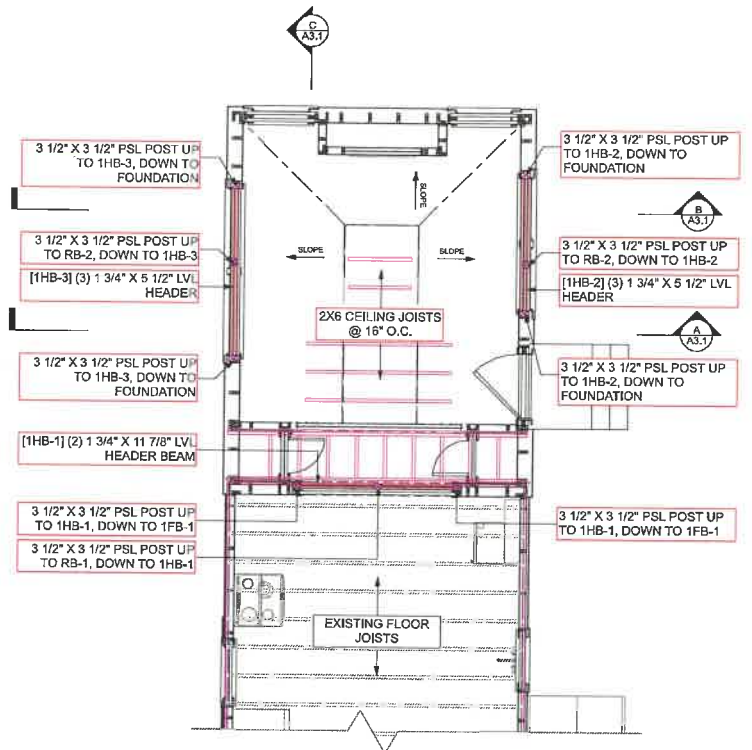 C
A3.1
3 1/2" X 3 1/2" PSL POST UP
TO 1HB-3, DOWN TO
FOUNDATION
3 1/2" X 3 1/2" PSL POST UP
TO 1HB-2, DOWN TO
FOUNDATION
SLOPE
B
A3.1
3 1/2" X 3 1/2" PSL POST UP
TO RB-2, DOWN TO 1HB-3
SLOPE
SLOPE
3 1/2" X 3 1/2" PSL POST UP
TO RB-2, DOWN TO 1HB-2
[1HB-3] (3) 1 3/4" X 5 1/2" LVL
HEADER
[1HB-2] (3) 1 3/4" X 5 1/2" LVL
HEADER
2X6 CEILING JOISTS
@ 16" O.C.
A
A3.1
3 1/2" X 3 1/2" PSL POST UP
TO 1HB-3, DOWN TO
FOUNDATION
3 1/2" X 3 1/2" PSL POST UP
TO 1HB-2, DOWN TO
FOUNDATION
[1HB-1] (2) 1 3/4" X 11 7/8" LVL
HEADER BEAM
3 1/2" X 3 1/2" PSL POST UP
TO 1HB-1, DOWN TO 1FB-1
3 1/2" X 3 1/2" PSL POST UP
TO 1HB-1, DOWN TO 1FB-1
3 1/2" X 3 1/2" PSL POST UP
TO RB-1, DOWN TO 1HB-1
EXISTING FLOOR
JOISTS